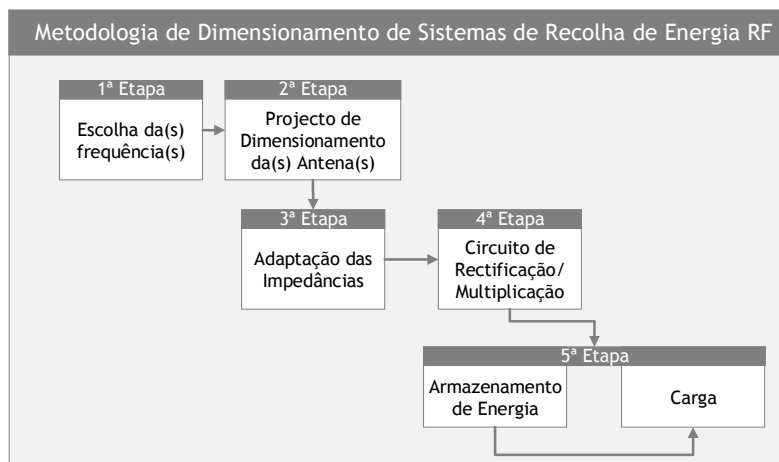 Metodologia de Dimensionamento de Sistemas de Recolha de Energia RF
1ª Etapa
Escolha da(s)
frequência(s)
2ª Etapa
Projecto de
Dimensionamento
da(s) Antena(s)
3ª Etapa
Adaptação das
Impedâncias
4ª Etapa
Circuito de
Rectificação/
Multiplicação
5ª Etapa
Armazenamento
de Energia
Carga